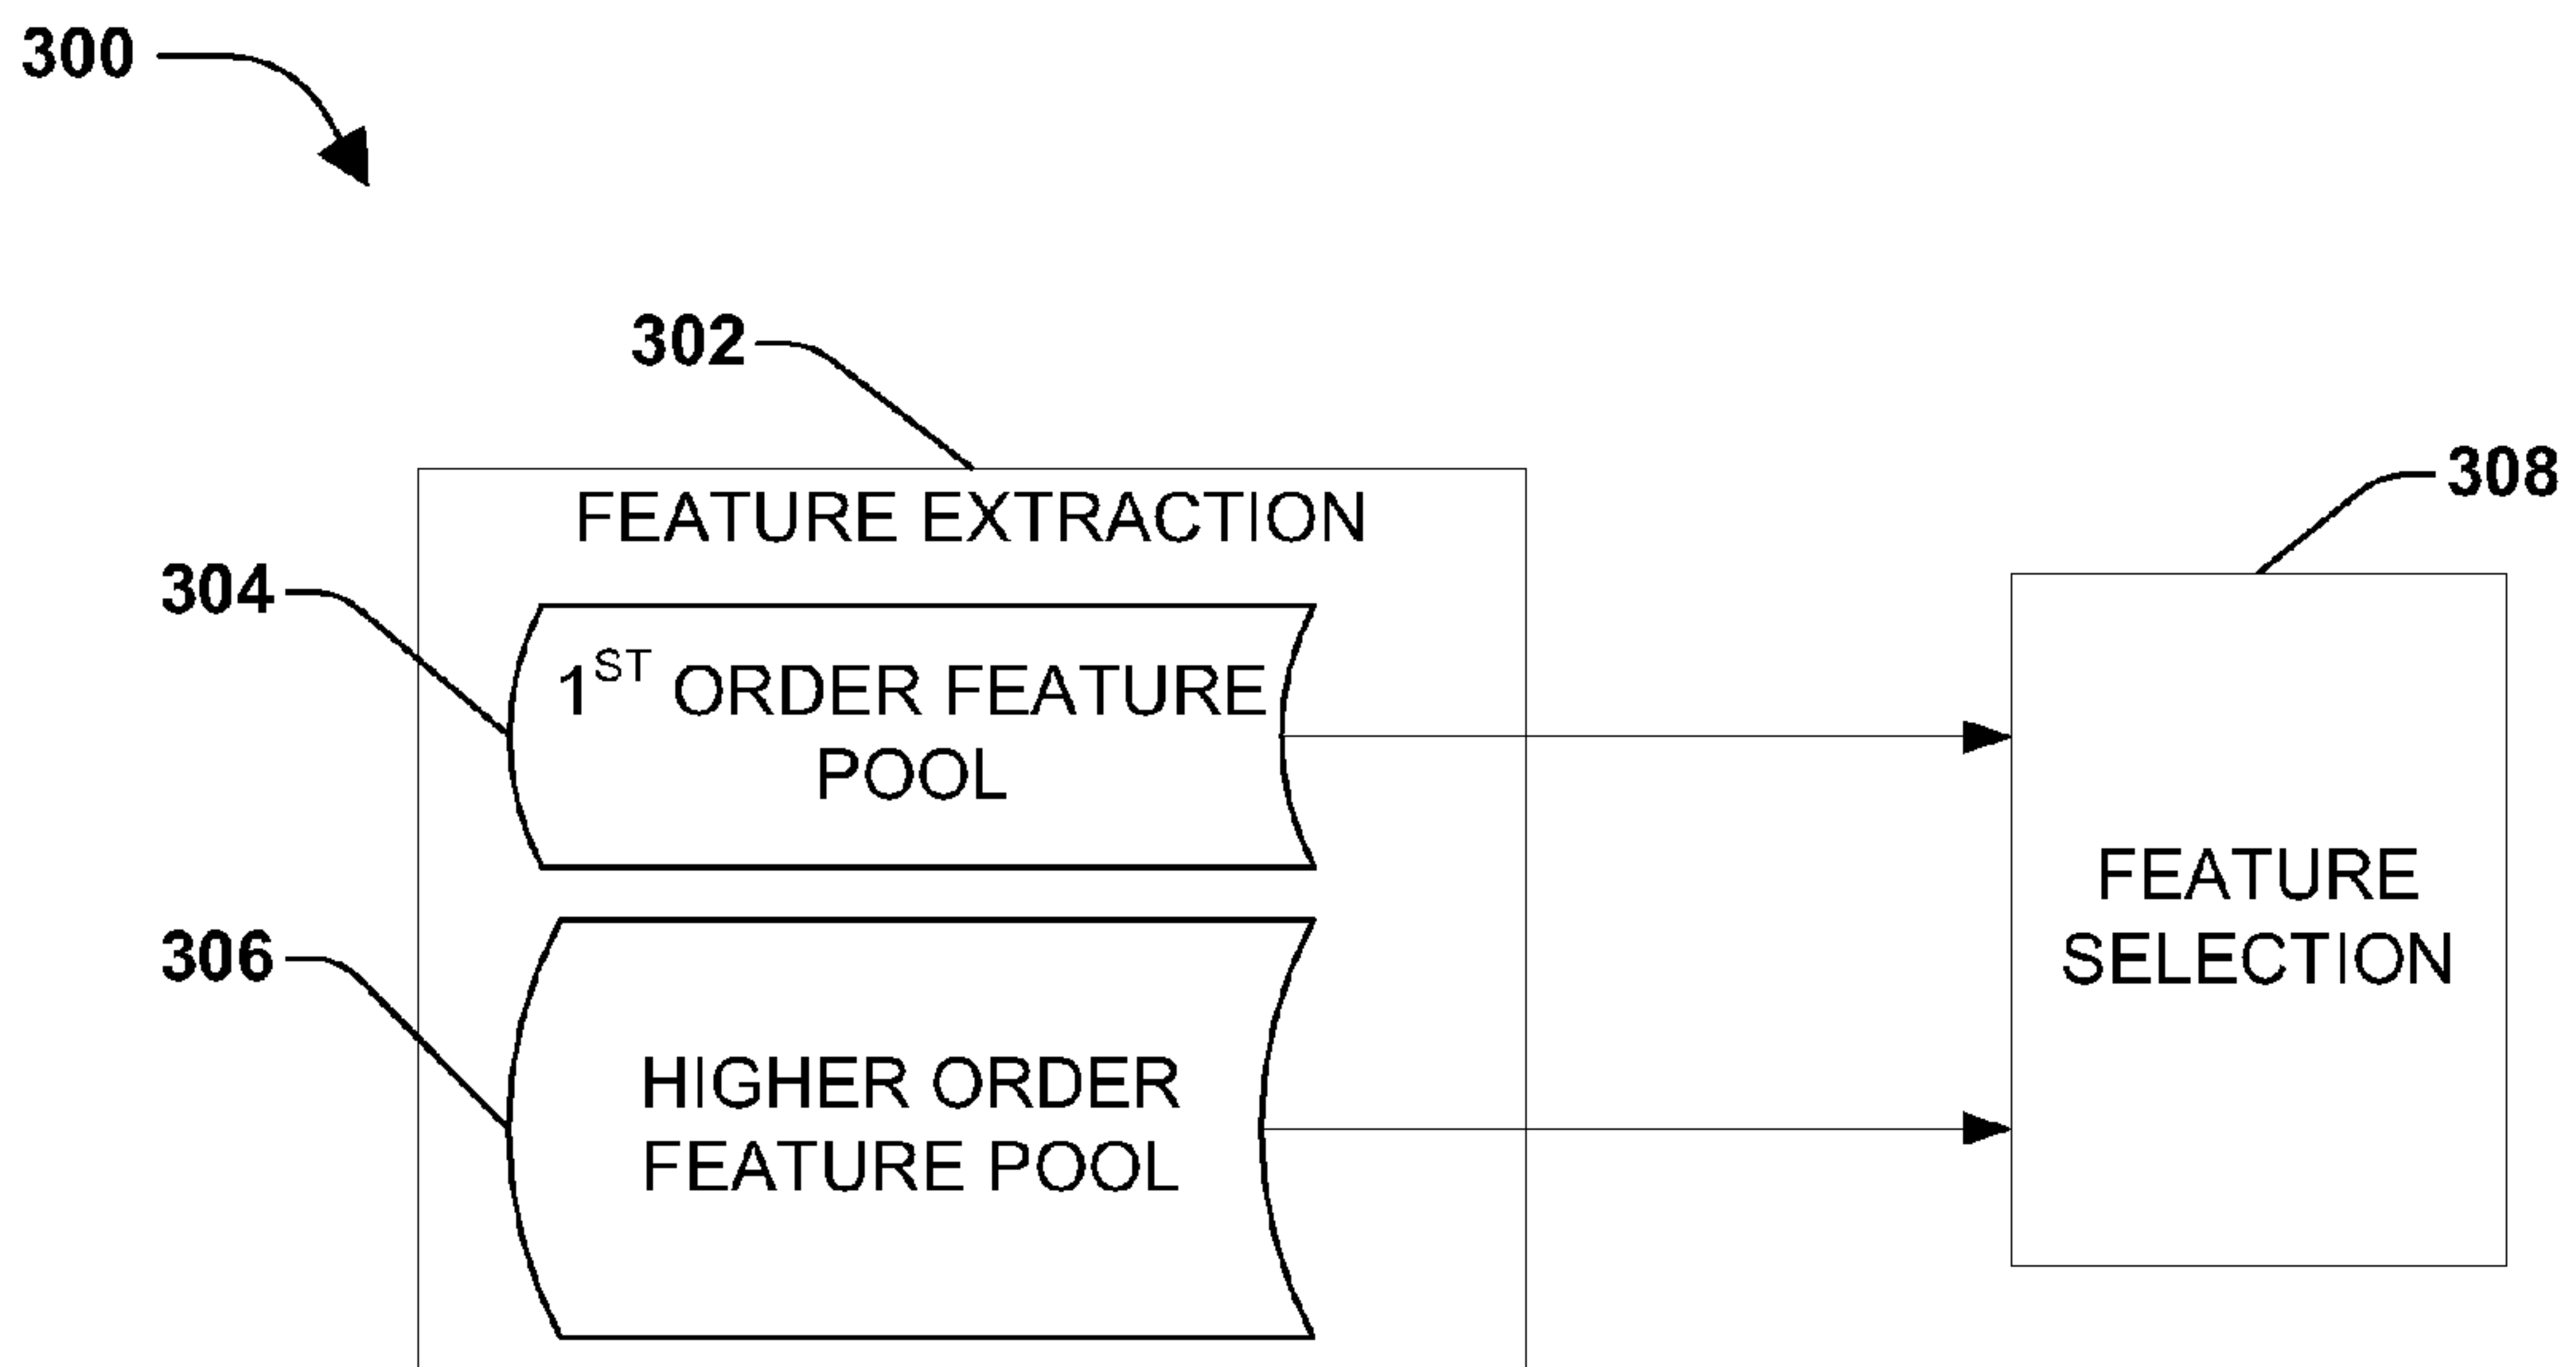 300
302
308
FEATURE EXTRACTION
304
1ST ORDER FEATURE
POOL
FEATURE
SELECTION
306
HIGHER ORDER
FEATURE POOL